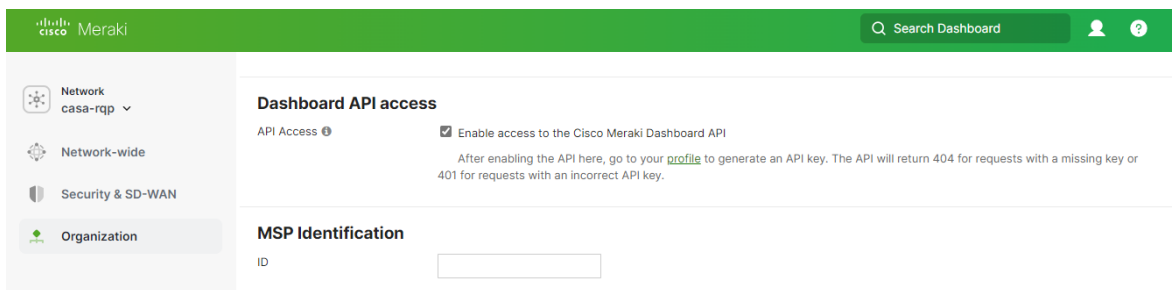 cisco Meraki
Search Dashboard
Network
casa-rqp
Network-wide
Security & SD-WAN
Organization
Dashboard API access
API Access
Enable access to the Cisco Meraki Dashboard API
After enabling the API here, go to your profile to generate an API key. The API will return 404 for requests with a missing key or
401 for requests with an incorrect API key.
MSP Identification
ID